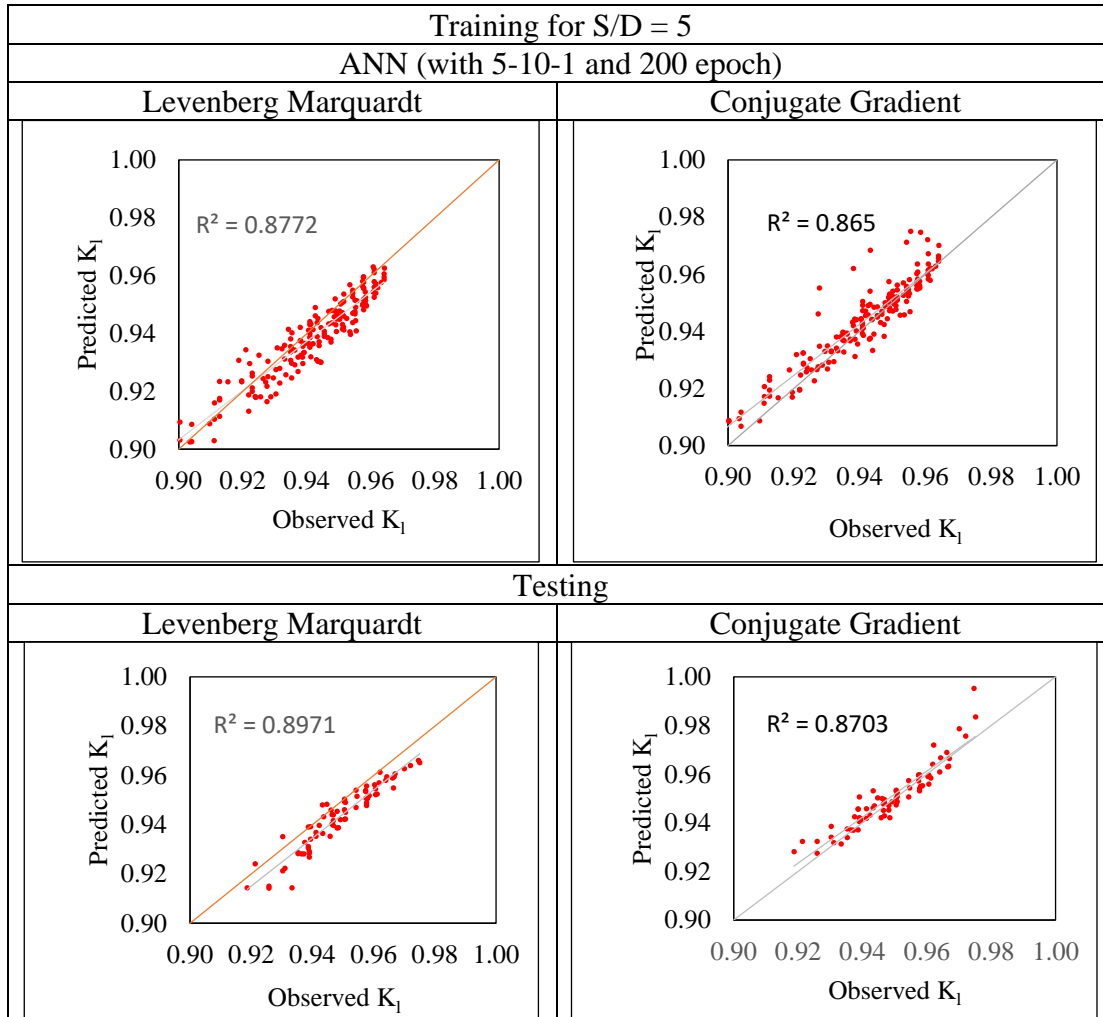 Training for S/D = 5
ANN (with 5-10-1 and 200 epoch)
Levenberg Marquardt
Conjugate Gradient
1.00
0.98
0.96
0.94
0.92
0.90
R² = 0.8772
Predicted Kl
0.90 0.92 0.94 0.96 0.98 1.00
Observed Kl
1.00
0.98
0.96
0.94
0.92
0.90
R² = 0.865
Predicted Kl
0.90 0.92 0.94 0.96 0.98 1.00
Observed Kl
Testing
Levenberg Marquardt
Conjugate Gradient
1.00
0.98
0.96
0.94
0.92
0.90
R² = 0.8971
Predicted Kl
0.90 0.92 0.94 0.96 0.98 1.00
Observed Kl
1.00
0.98
0.96
0.94
0.92
0.90
R² = 0.8703
Predicted Kl
0.90 0.92 0.94 0.96 0.98 1.00
Observed Kl